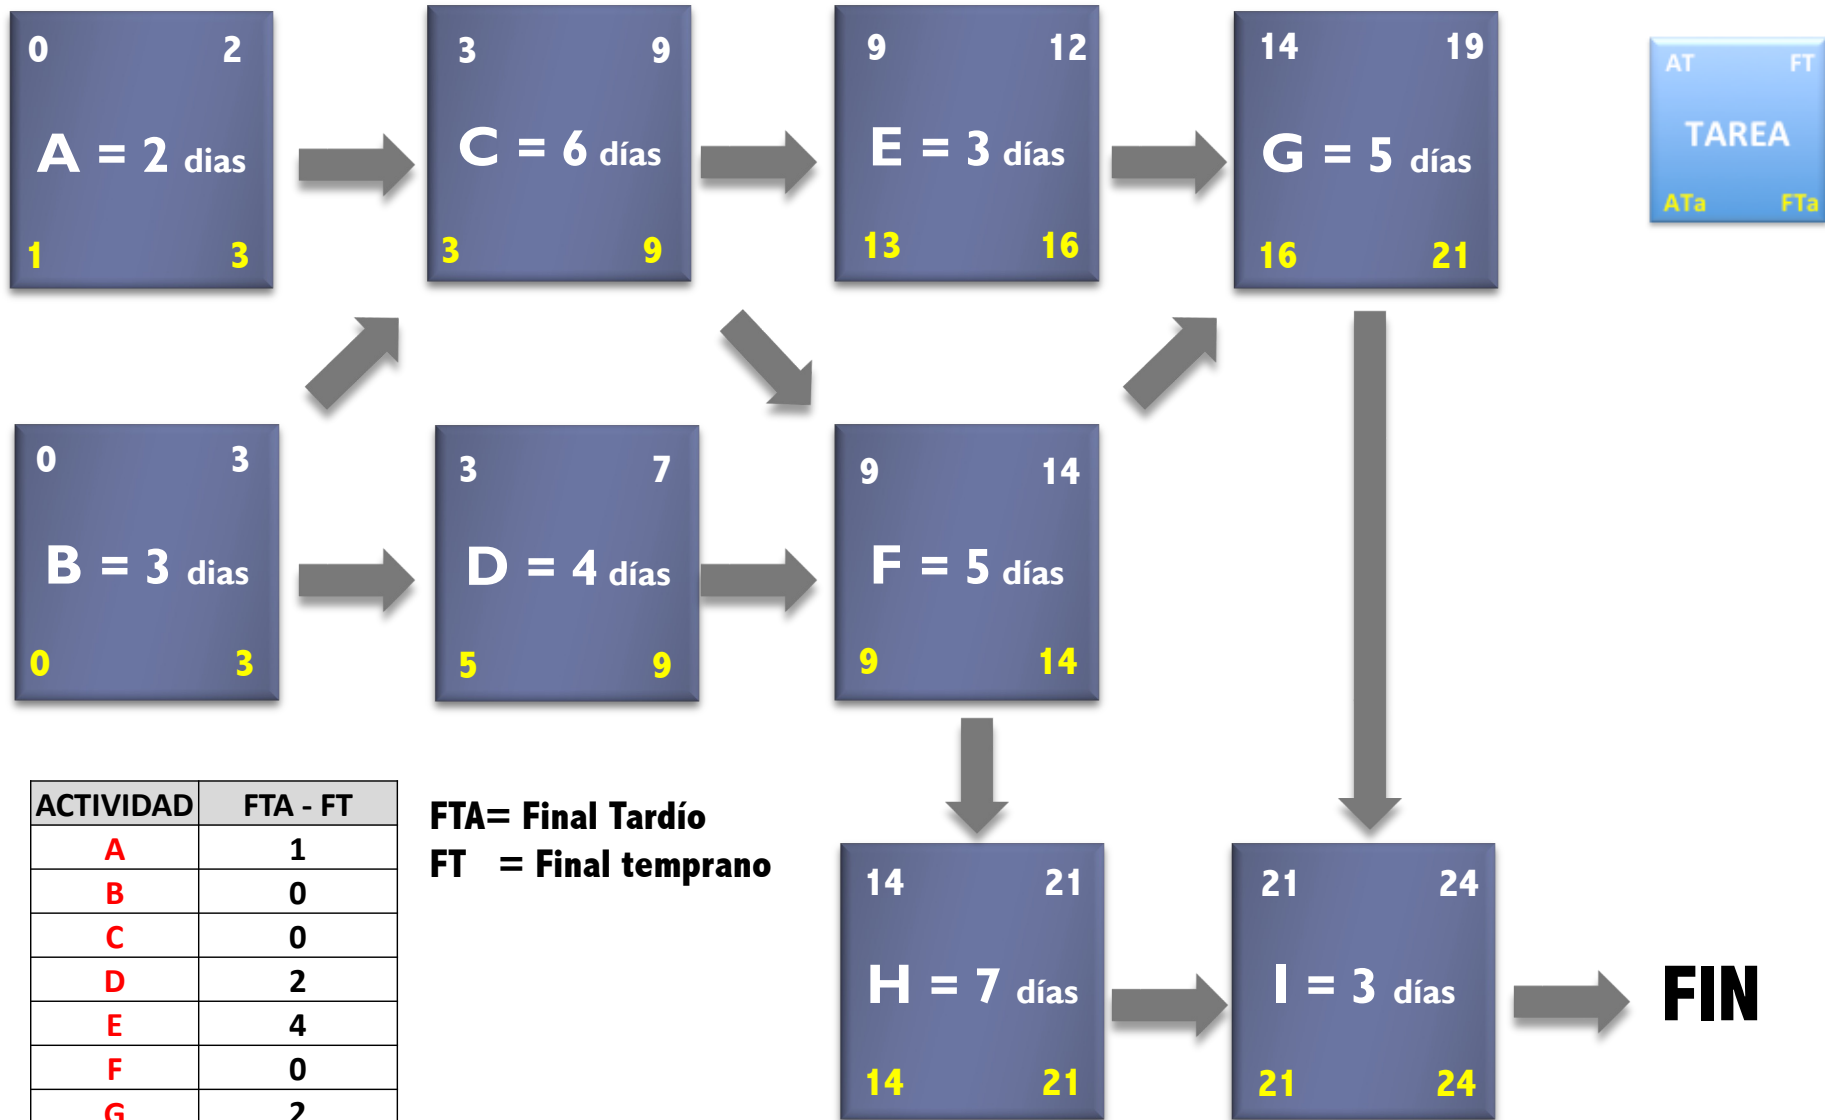 0 2
A = 2 dias
1 3
3 9
C = 6 días
3 9
9 12
E = 3 días
13 16
14 19
G = 5 días
16 21
AT FT
TAREA
ATa FTa
0 3
B = 3 dias
0 3
3 7
D = 4 días
5 9
9 14
F = 5 días
9 14
ACTIVIDAD FTA - FT
A 1
B 0
C 0
D 2
E 4
F 0
G 2
FTA= Final Tardío
FT = Final temprano
14 21
H = 7 días
14 21
21 24
I = 3 días
21 24
FIN